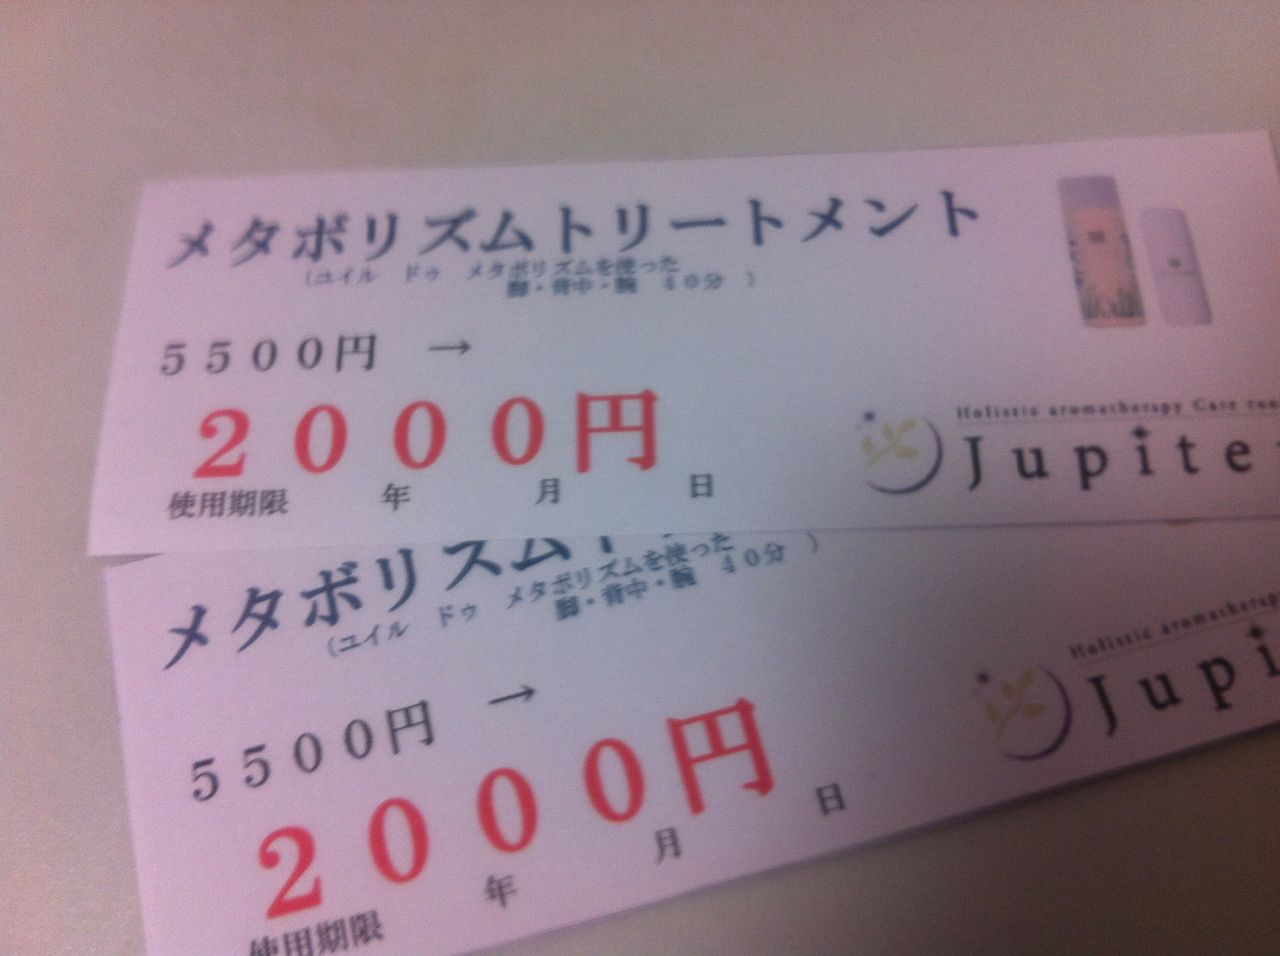 メタボリズムトリートメント
（ユイル ドゥ メタボリズムを使った
脚・背中・腕 ４０分 ）
５５００円 →
２０００円
使用期限 年 月 日
Holistic aromatherapy Care
Jupite
メタボリズム
（ユイル ドゥ メタボリズムを使った
脚・背中・腕 ４０分 ）
５５００円 →
２０００円
使用期限 年 月 日
Holistic aromatherapy
Jupi